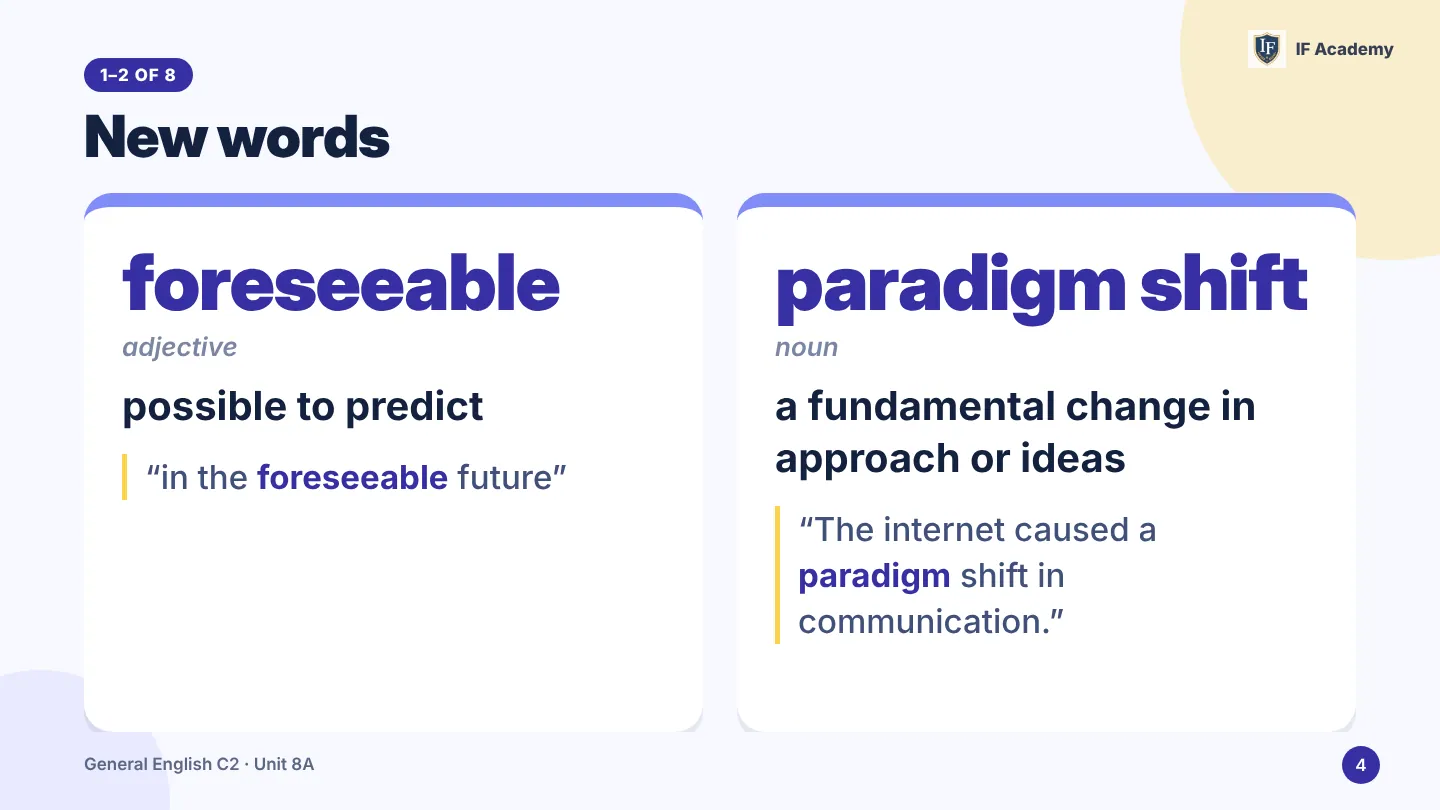 IF
IF Academy
1–2 OF 8
New words
foreseeable
adjective
possible to predict
“in the foreseeable future”
paradigm shift
noun
a fundamental change in
approach or ideas
“The internet caused a
paradigm shift in
communication.”
General English C2 · Unit 8A
4